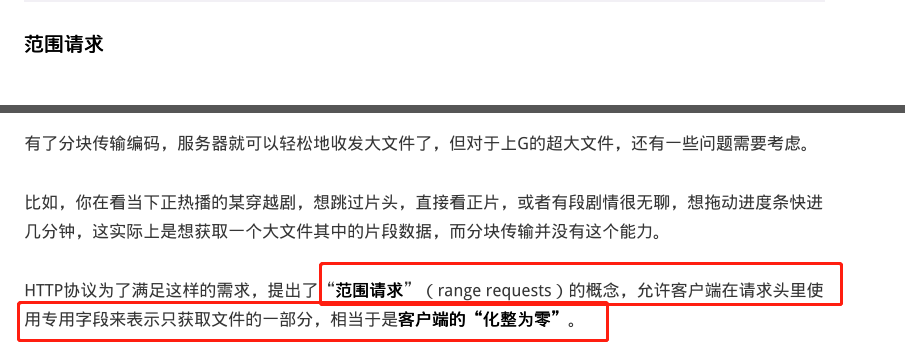 范围请求
有了分块传输编码，服务器就可以轻松地收发大文件了，但对于上G的超大文件，还有一些问题需要考虑。
比如，你在看当下正热播的某穿越剧，想跳过片头，直接看正片，或者有段剧情很无聊，想拖动进度条快进
几分钟，这实际上是想获取一个大文件其中的片段数据，而分块传输并没有这个能力。
HTTP协议为了满足这样的需求，提出了“范围请求”（range requests）的概念，允许客户端在请求头里使
用专用字段来表示只获取文件的一部分，相当于是客户端的“化整为零”。